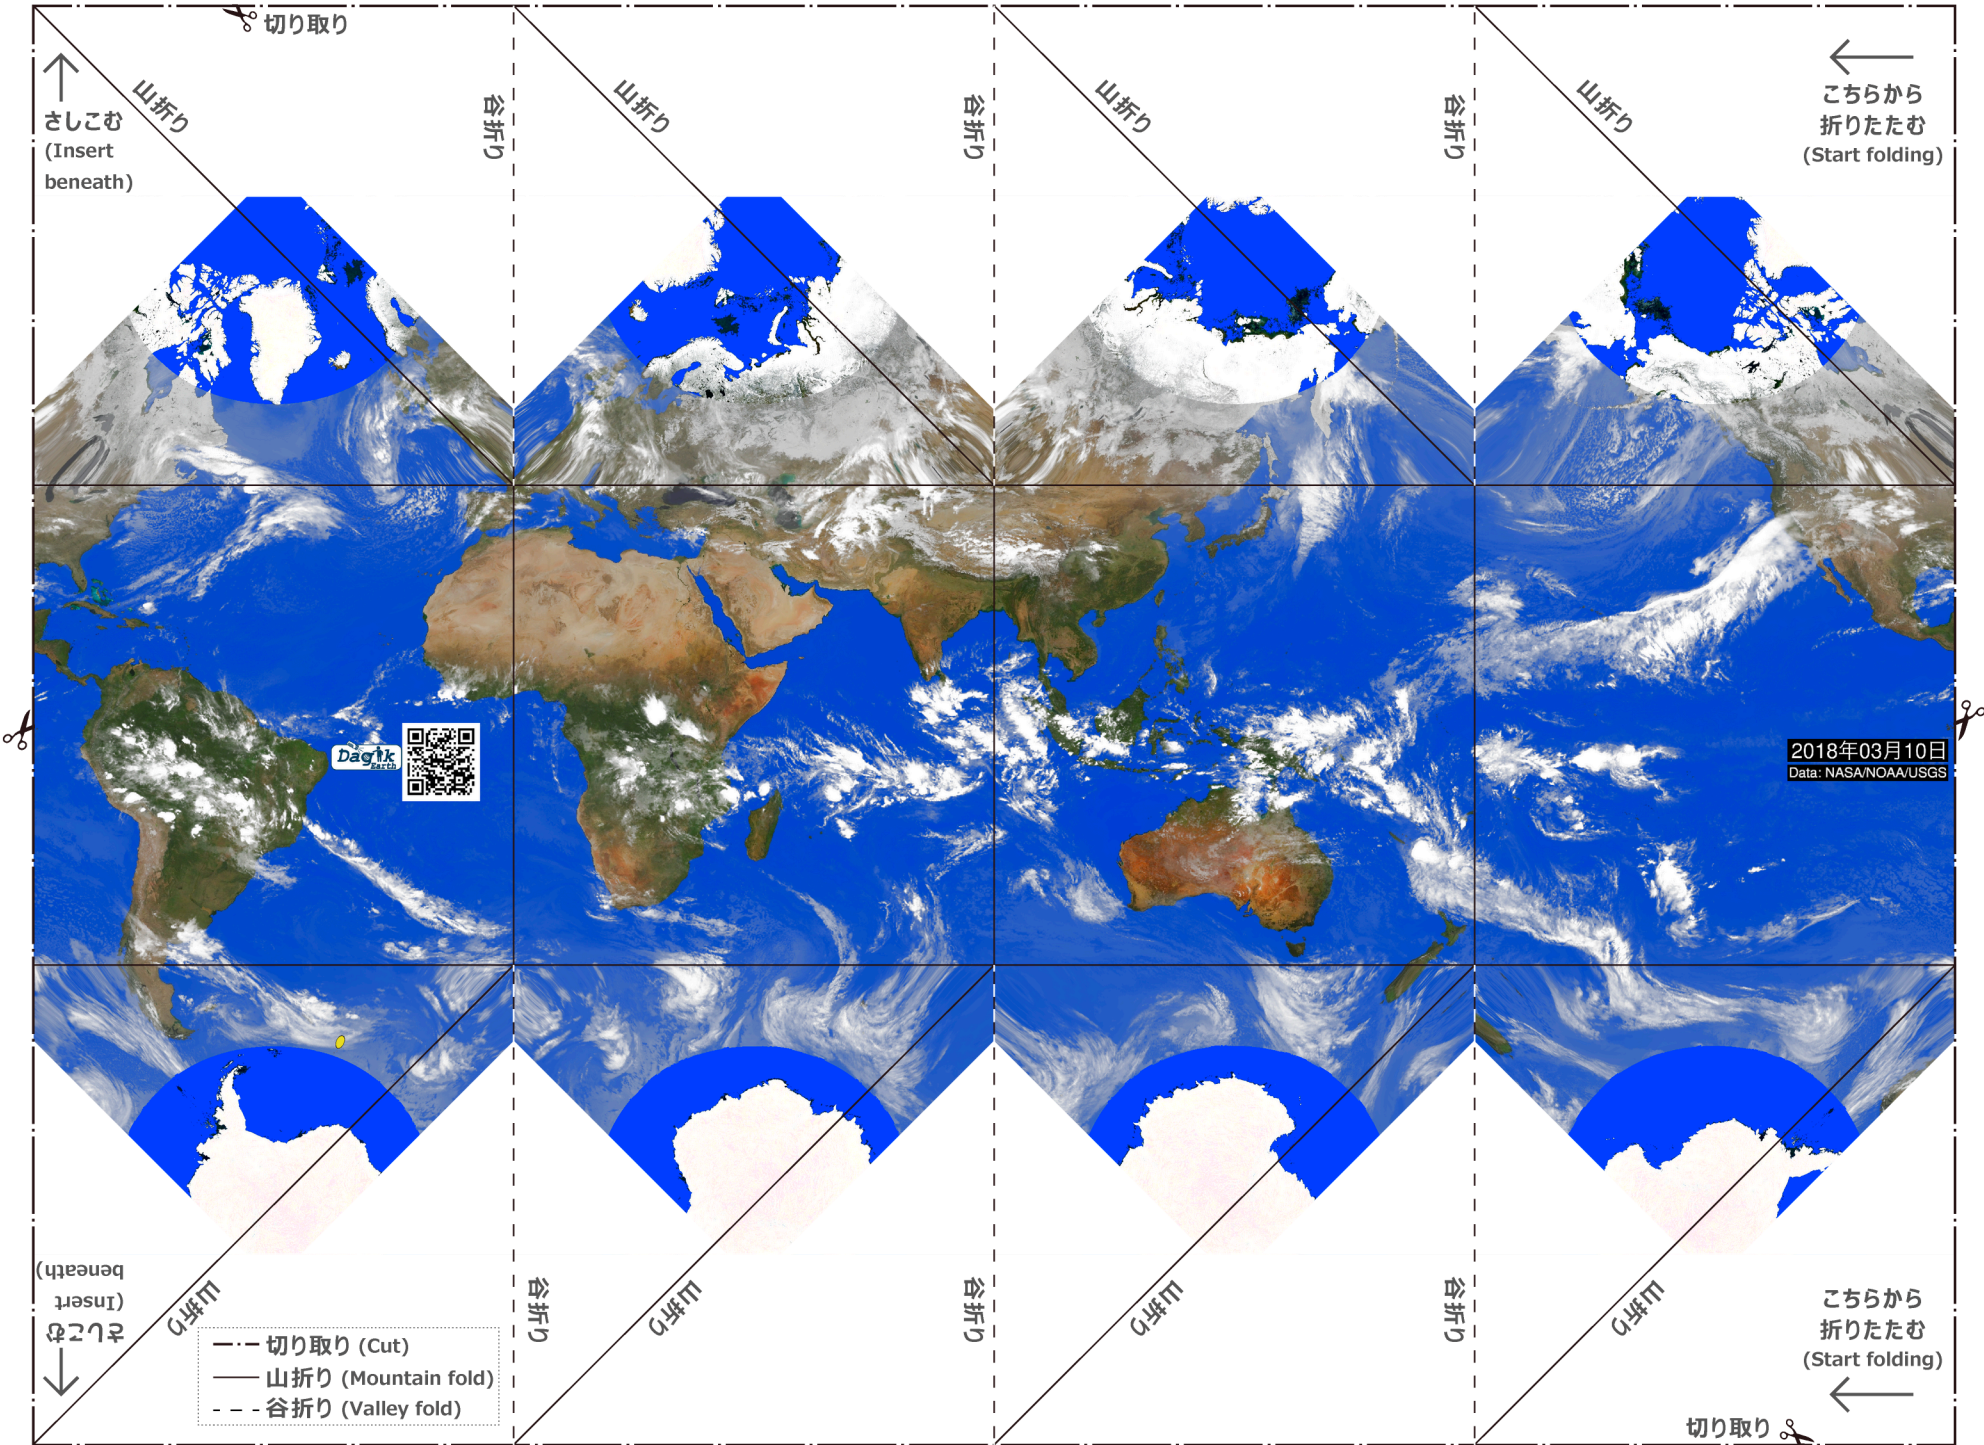 切り取り
さしこむ
(Insert
beneath)
山折り
谷折り
山折り
谷折り
山折り
谷折り
山折り
こちらから
折りたたむ
(Start folding)
Dagik
Earth
2018年03月10日
Data: NASA/NOAA/USGS
さしこむ
(Insert
beneath)
山折り
谷折り
山折り
谷折り
山折り
谷折り
山折り
こちらから
折りたたむ
(Start folding)
切り取り (Cut)
山折り (Mountain fold)
谷折り (Valley fold)
切り取り